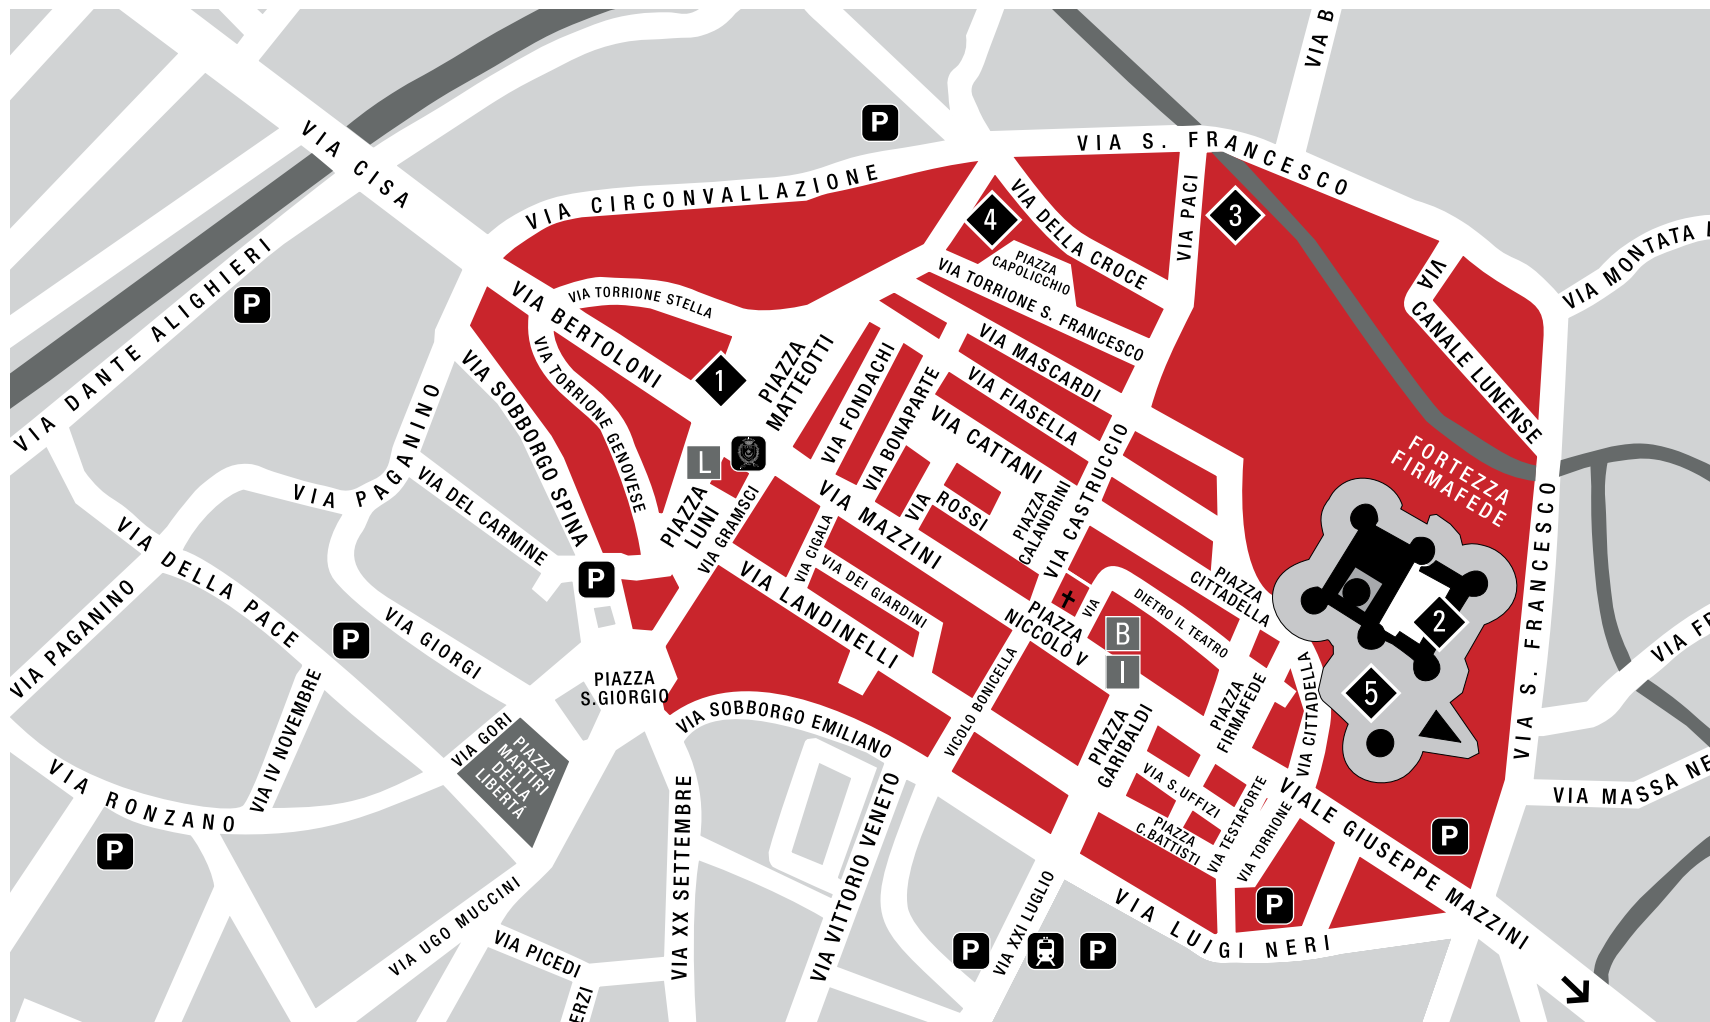 VIA B
P
VIA S. FRANCESCO
VIA CISA
VIA CIRCONVALLAZIONE
VIA DELLA CROCE
VIA PACI
4
3
PIAZZA
CAPOLICCHIO
VIA TORRIONE S. FRANCESCO
VIA MONTATA
VIA
CANALE LUNENSE
VIA DANTE ALIGHIERI
P
VIA TORRIONE STELLA
VIA BERTOLONI
1
PIAZZA
MATTEOTTI
VIA MASCARDI
VIA FIASELLA
VIA CATTANI
VIA FONDACHI
VIA BONAPARTE
VIA TORRIONE GENOVESE
VIA SOBBORGO SPINA
VIA PAGANINO
L
PIAZZA
LUNI
VIA GRAMSCI
VIA MAZZINI
VIA
ROSSI
PIAZZA
CALANDRINI
VIA CASTRUCCIO
FORTEZZA
FIRMAFEDE
VIA S. FRANCESCO
VIA DEL CARMINE
VIA DELLA PACE
P
VIA CIGALA
VIA DEI GIARDINI
VIA LANDINELLI
PIAZZA
CITTADELLA
VIA
DIETRO IL TEATRO
PIAZZA
NICCOLÒ V
B
I
2
5
VIA PAGANINO
P
VIA GIORGI
VIA FR
PIAZZA
S.GIORGIO
VIA SOBBORGO EMILIANO
VICOLO BONICELLA
PIAZZA
GARIBALDI
PIAZZA
FIRMAFEDE
VIA CITTADELLA
VIA IV NOVEMBRE
VIA GORI
PIAZZA
MARTIRI
DELLA
LIBERTÁ
VIA RONZANO
P
VIA S.UFFIZI
PIAZZA
C.BATTISTI
VIA TESTAFORTE
VIA TORRIONE
VIALE GIUSEPPE MAZZINI
VIA MASSA NE
P
VIA XX SETTEMBRE
VIA VITTORIO VENETO
VIA UGO MUCCINI
VIA PICEDI
ERZI
VIA XXI LUGLIO
VIA LUIGI NERI
P
P
P